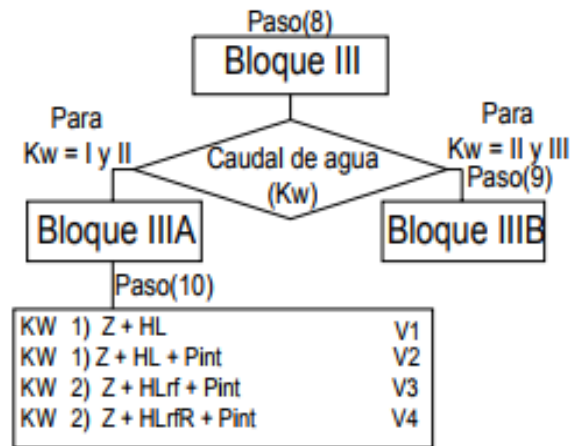 Paso(8)
Bloque III
Para
Kw = I y II
Caudal de agua
(Kw)
Para
Kw = II y III
Paso(9)
Bloque IIIA
Bloque IIIB
Paso(10)
KW 1) Z + HL V1
KW 1) Z + HL + Pint V2
KW 2) Z + HLrf + Pint V3
KW 2) Z + HLrfR + Pint V4